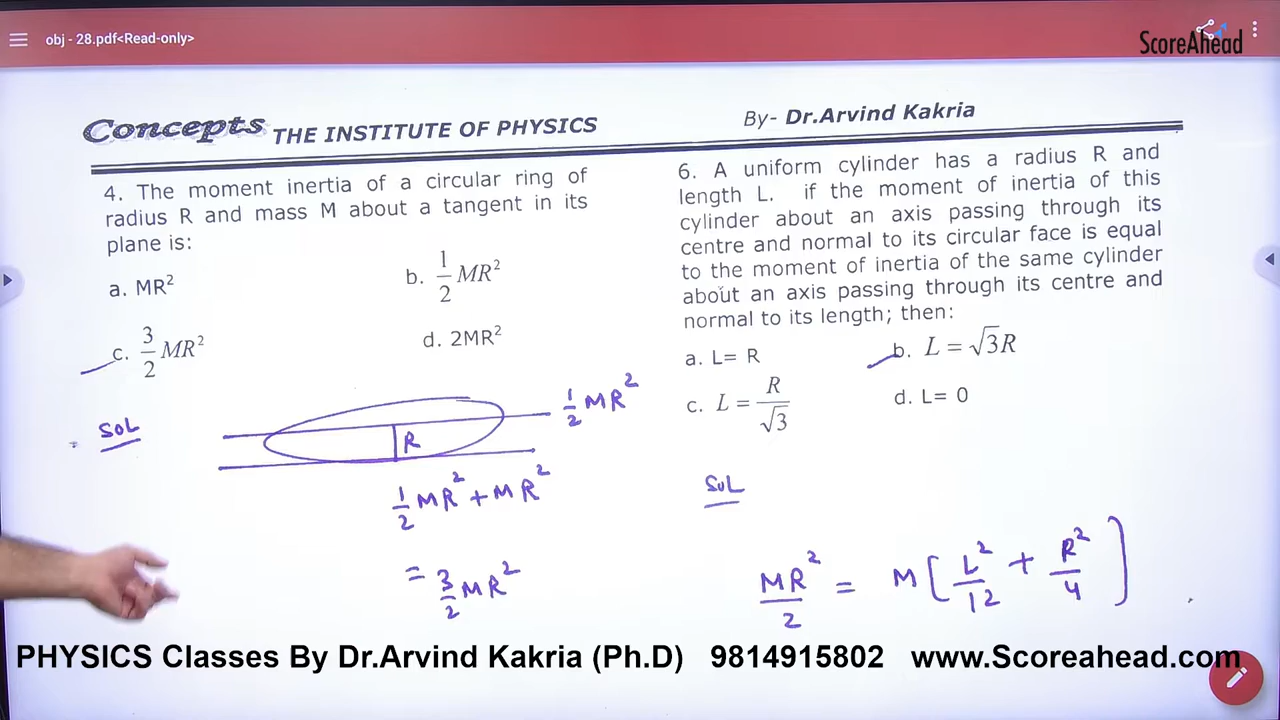 obj - 28.pdf<Read-only>
ScoreAhead
Concepts THE INSTITUTE OF PHYSICS
By- Dr.Arvind Kakria
4. The moment inertia of a circular ring of
radius R and mass M about a tangent in its
plane is:
a. MR²
b. 1/2 MR²
c. 3/2 MR²
d. 2MR²
SOL
1/2 MR²
R
1/2 MR² + MR²
= 3/2 MR²
6. A uniform cylinder has a radius R and
length L. if the moment of inertia of this
cylinder about an axis passing through its
centre and normal to its circular face is equal
to the moment of inertia of the same cylinder
about an axis passing through its centre and
normal to its length; then:
a. L= R
b. L = √3R
c. L = R/√3
d. L= 0
SOL
MR²/2 = M[L²/12 + R²/4]
PHYSICS Classes By Dr.Arvind Kakria (Ph.D) 9814915802 www.Scoreahead.com